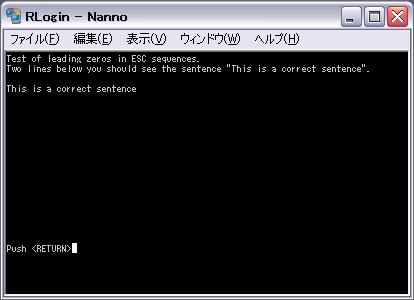 RLogin - Nanno
ファイル(F) 編集(E) 表示(V) ウィンドウ(W) ヘルプ(H)
Test of leading zeros in ESC sequences.
Two lines below you should see the sentence "This is a correct sentence".
This is a correct sentence
Push <RETURN>